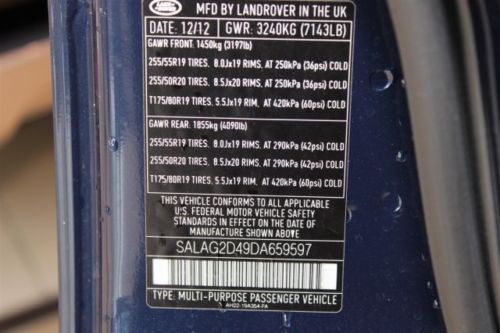 LAND ROVER
MFD BY LANDROVER IN THE UK
DATE: 12/12 GWR: 3240KG (7143LB)
GAWR FRONT: 1450kg (3197lb)
255/55R19 TIRES, 8.0Jx19 RIMS, AT 250kPa (36psi) COLD
255/50R20 TIRES, 8.5Jx20 RIMS, AT 250kPa (36psi) COLD
T175/80R19 TIRES, 5.5Jx19 RIM, AT 420kPa (60psi) COLD
GAWR REAR: 1855kg (4090lb)
255/55R19 TIRES, 8.0Jx19 RIMS, AT 290kPa (42psi) COLD
255/50R20 TIRES, 8.5Jx20 RIMS, AT 290kPa (42psi) COLD
T175/80R19 TIRES, 5.5Jx19 RIM, AT 420kPa (60psi) COLD
THIS VEHICLE CONFORMS TO ALL APPLICABLE
U.S. FEDERAL MOTOR VEHICLE SAFETY
STANDARDS IN EFFECT ON THE DATE
OF MANUFACTURE SHOWN ABOVE
SALAG2D49DA659597
TYPE: MULTI-PURPOSE PASSENGER VEHICLE
AH22-19A354-FA